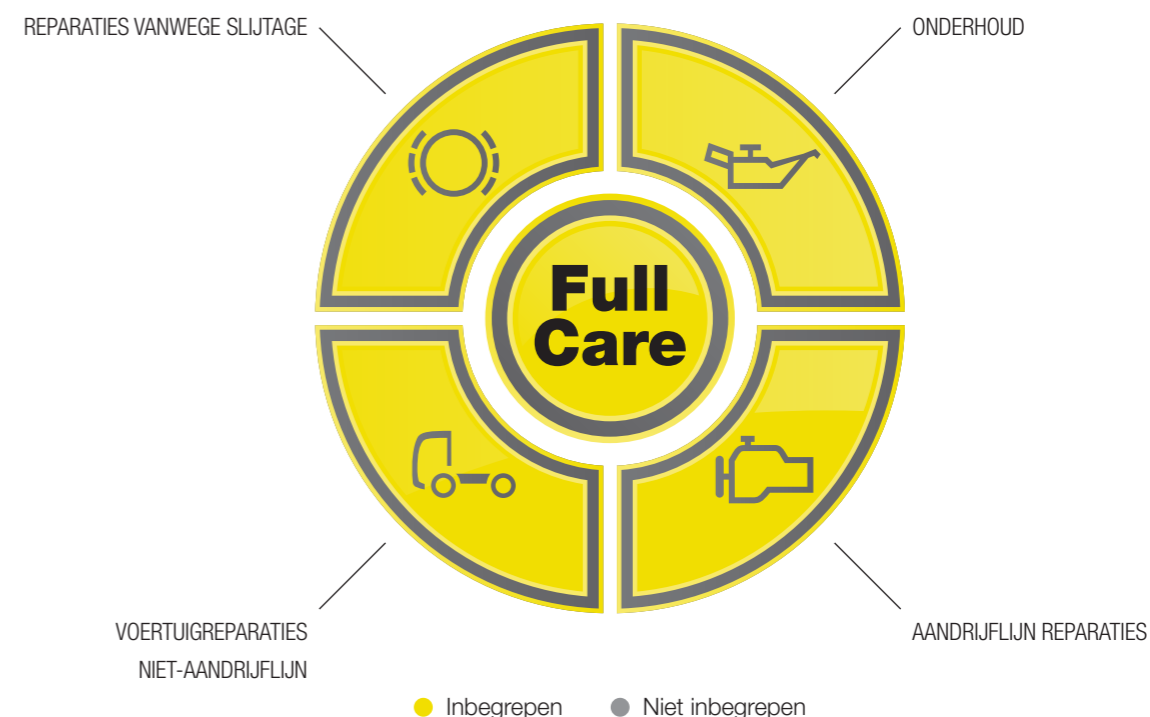 REPARATIES VANWEGE SLIJTAGE
ONDERHOUD
Full
Care
VOERTUIGREPARATIES
NIET-AANDRIJFLIJN
AANDRIJFLIJN REPARATIES
Inbegrepen
Niet inbegrepen